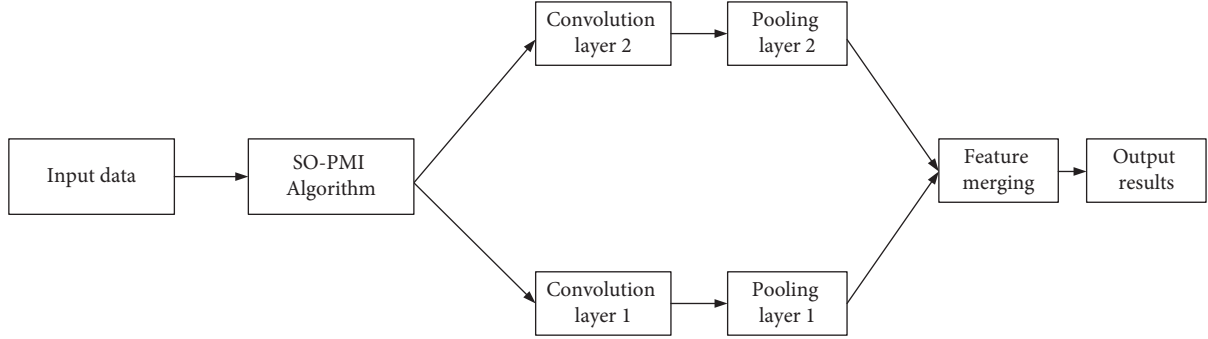 Convolution
layer 2
Pooling
layer 2
Input data
SO-PMI
Algorithm
Feature
merging
Output
results
Convolution
layer 1
Pooling
layer 1